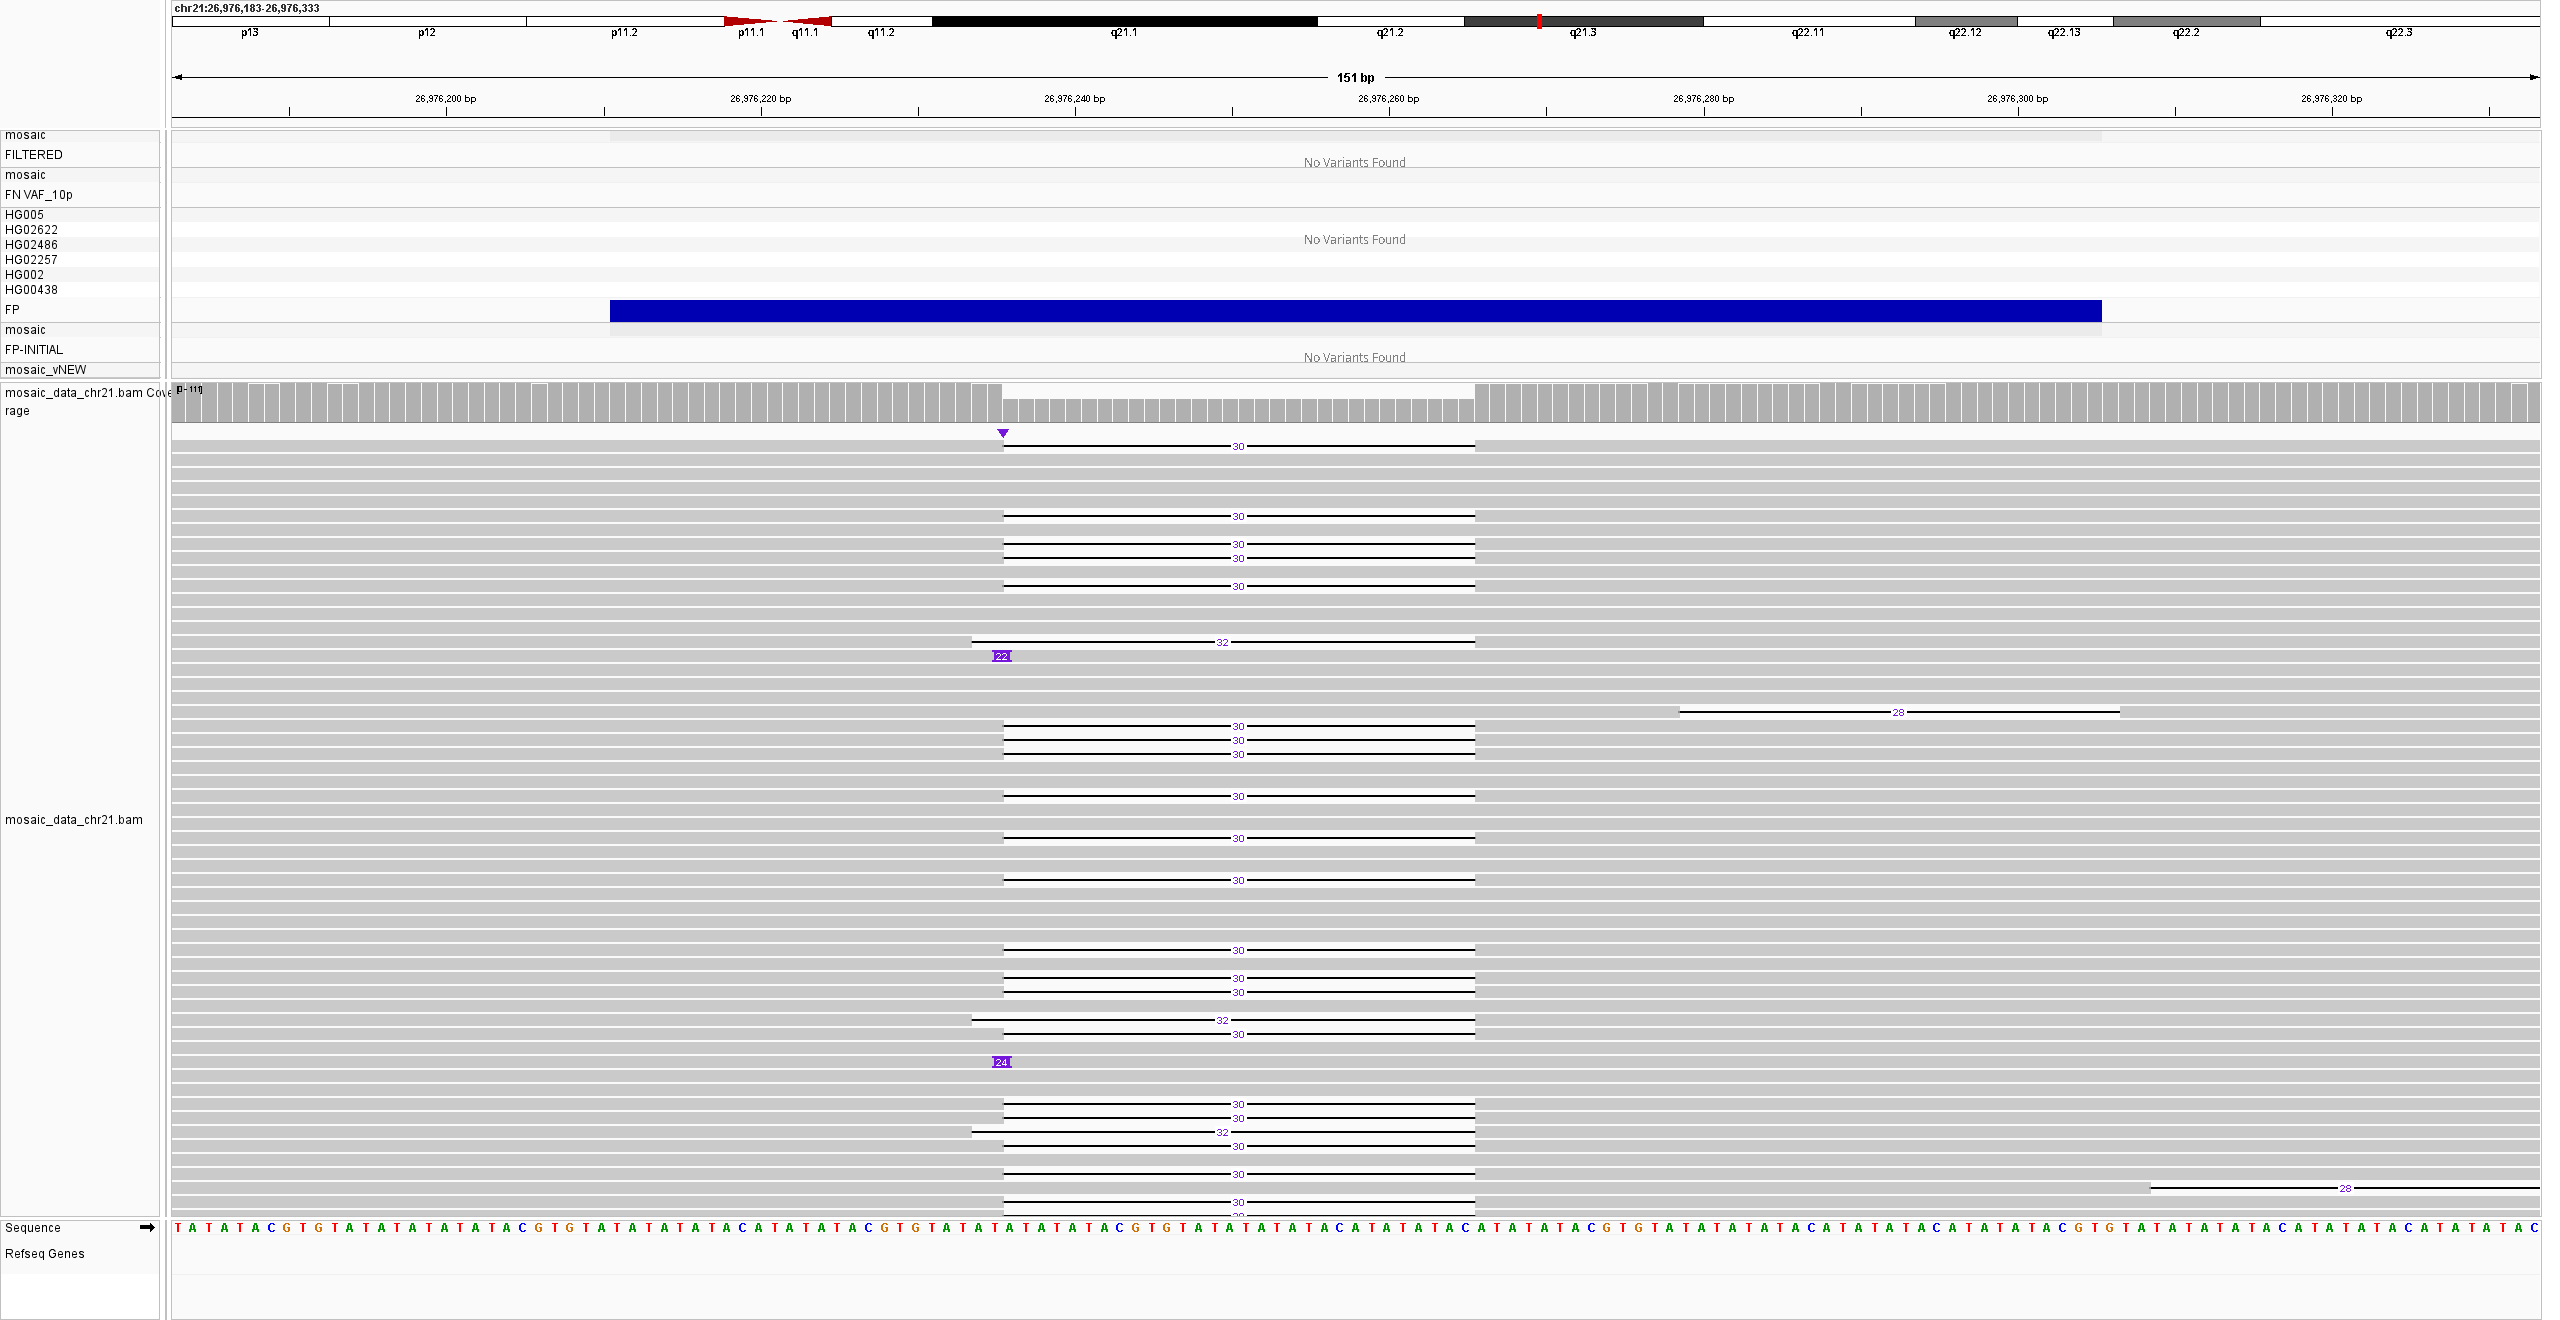 chr21:26,976,183-26,976,333
p13 p12 p11.2 p11.1 q11.1 q11.2 q21.1 q21.2 q21.3 q22.11 q22.12 q22.13 q22.2 q22.3
151 bp
26,976,200 bp 26,976,220 bp 26,976,240 bp 26,976,260 bp 26,976,280 bp 26,976,300 bp 26,976,320 bp
mosaic
FILTERED
No Variants Found
mosaic
FN VAF_10p
HG005
HG02622
HG02486
No Variants Found
HG02257
HG002
HG00438
FP
mosaic
FP-INITIAL
No Variants Found
mosaic_vNEW
mosaic_data_chr21.bam Cove
rage
[0 - 111]
30
30
30
30
30
32
22
28
30
30
30
30
30
30
mosaic_data_chr21.bam
30
30
30
32
30
24
30
30
32
30
30
28
30
Sequence
T A T A T A C G T G T A T A T A T A T A T A C G T G T A T A T A T A T A C A T A T A T A C G T G T A T A T A T A T A T A C G T G T A T A T A T A T A C A T A T A T A C A T A T A T A C G T G T A T A T A T A T A C A T A T A T A C A T A T A T A C G T G T A T A T A T A T A C A T A T A T A C A T A T A T A C
Refseq Genes